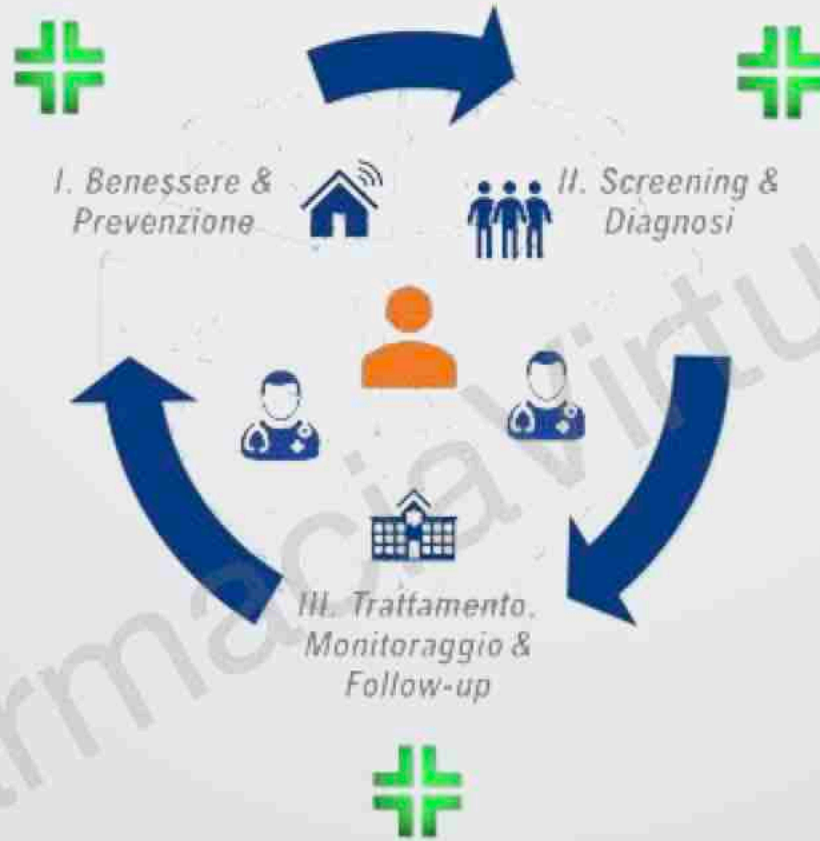 I. Benessere &
Prevenzione
II. Screening &
Diagnosi
III. Trattamento,
Monitoraggio &
Follow-up